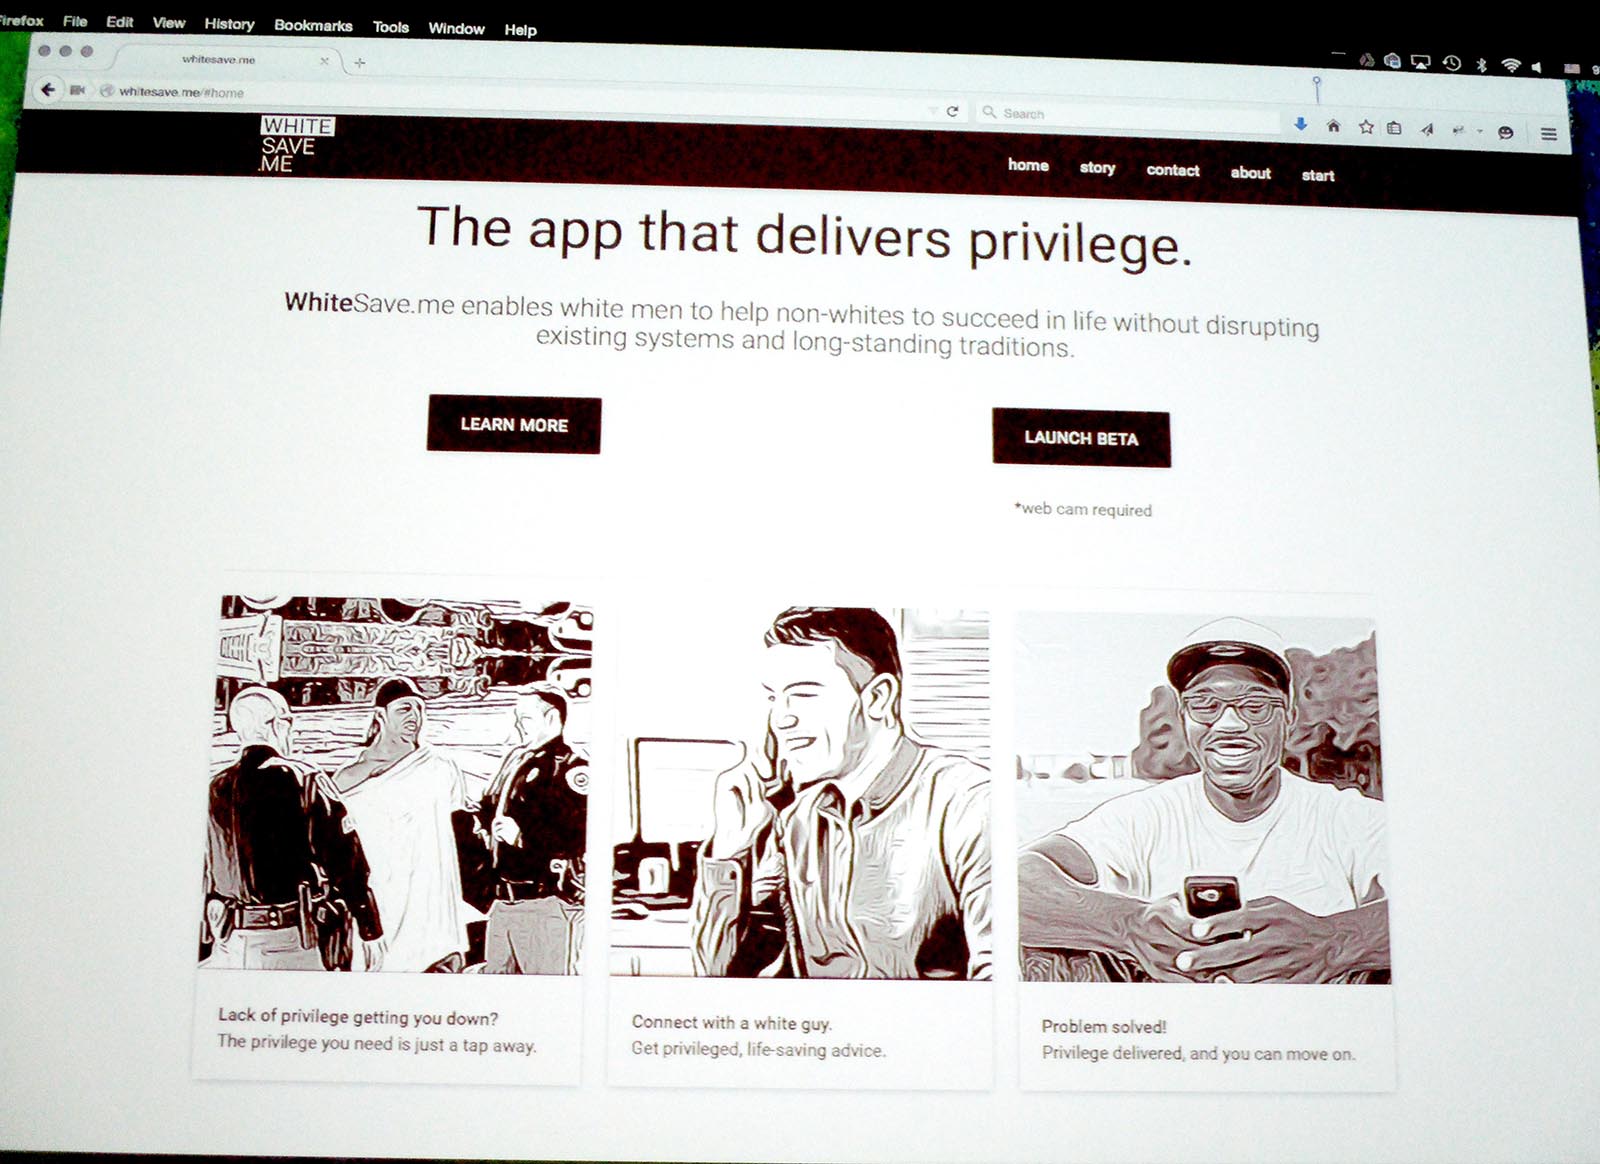 Firefox File Edit View History Bookmarks Tools Window Help
whitesave.me
whitesave.me/#home
Search
WHITE
SAVE
.ME
home story contact about start
The app that delivers privilege.
WhiteSave.me enables white men to help non-whites to succeed in life without disrupting
existing systems and long-standing traditions.
LEARN MORE
LAUNCH BETA
*web cam required
Lack of privilege getting you down?
The privilege you need is just a tap away.
Connect with a white guy.
Get privileged, life-saving advice.
Problem solved!
Privilege delivered, and you can move on.